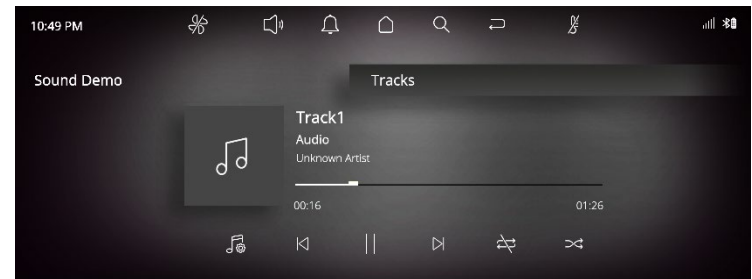 10:49 PM
Sound Demo
Tracks
Track1
Audio
Unknown Artist
00:16
01:26